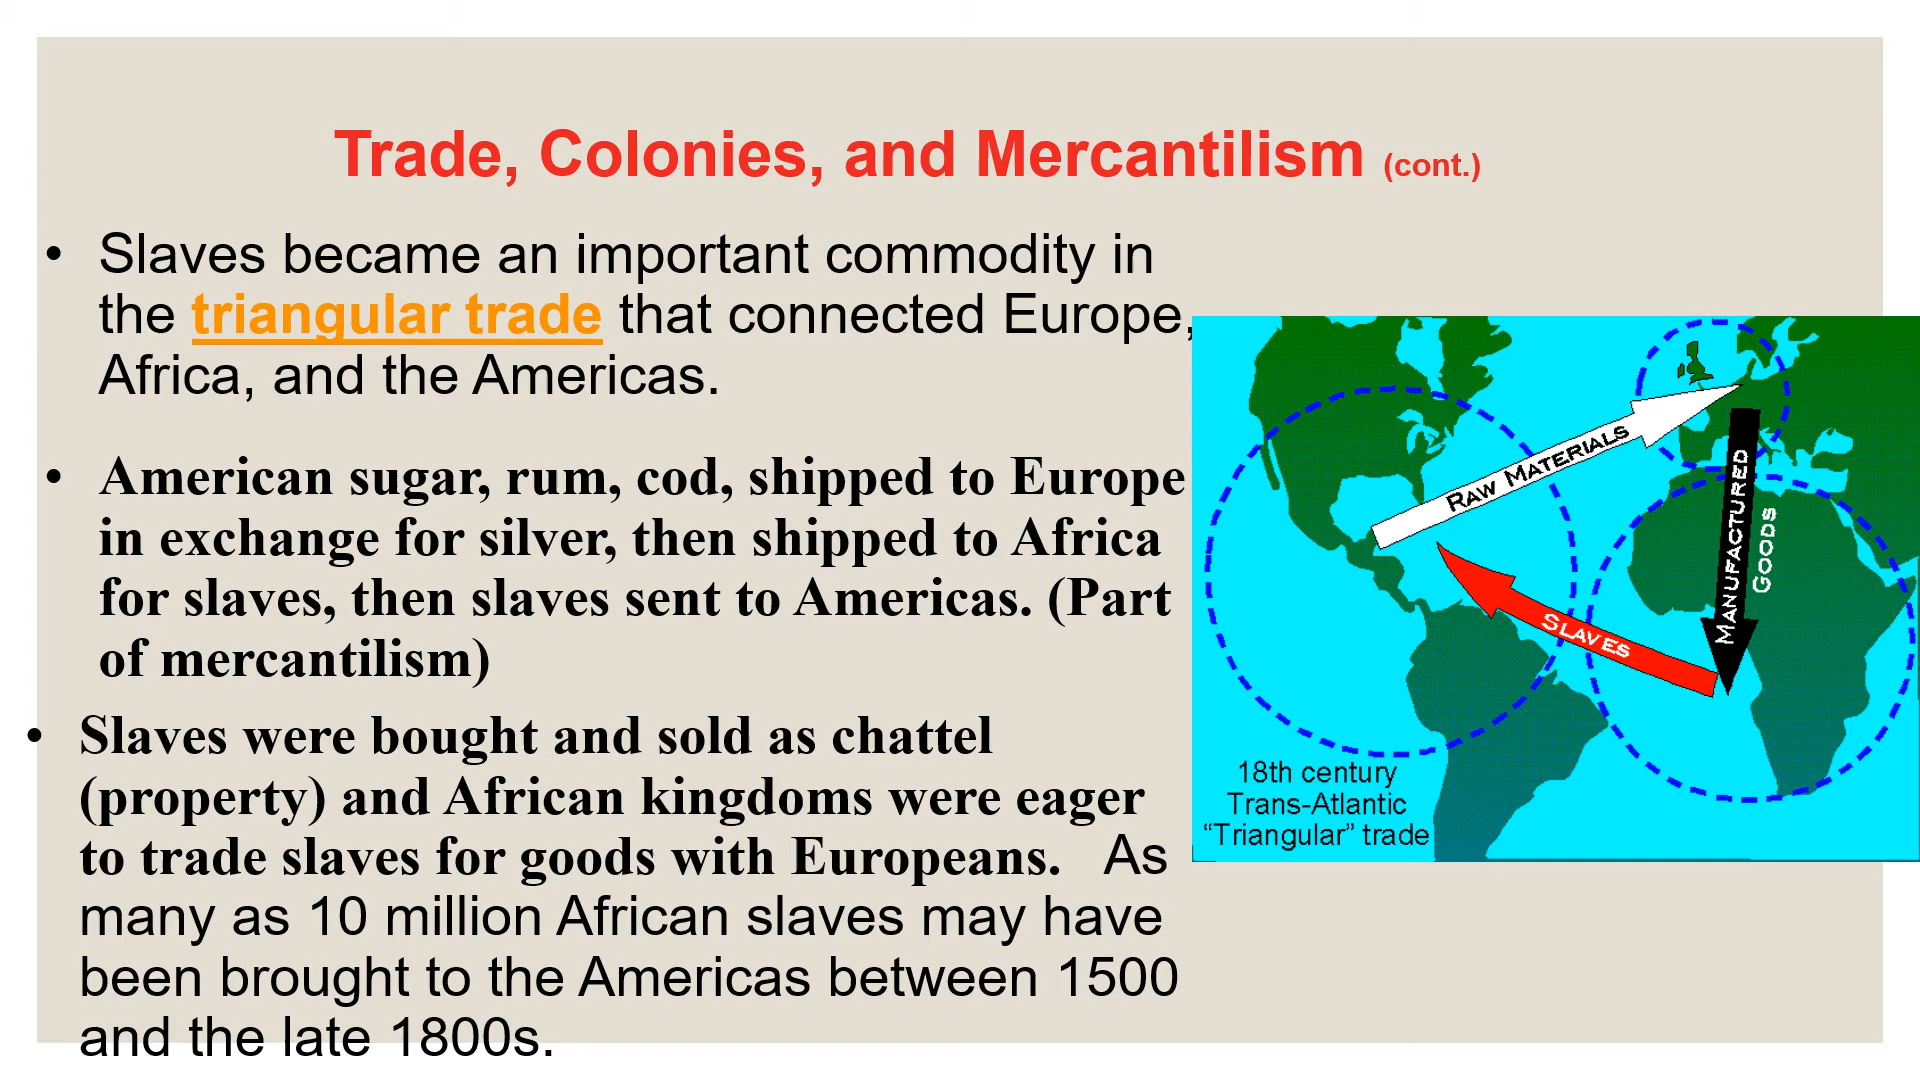 Trade, Colonies, and Mercantilism (cont.)
• Slaves became an important commodity in
the triangular trade that connected Europe,
Africa, and the Americas.
• American sugar, rum, cod, shipped to Europe
in exchange for silver, then shipped to Africa
for slaves, then slaves sent to Americas. (Part
of mercantilism)
• Slaves were bought and sold as chattel
(property) and African kingdoms were eager
to trade slaves for goods with Europeans. As
many as 10 million African slaves may have
been brought to the Americas between 1500
and the late 1800s.
RAW MATERIALS
MANUFACTURED
GOODS
SLAVES
18th century
Trans-Atlantic
“Triangular” trade